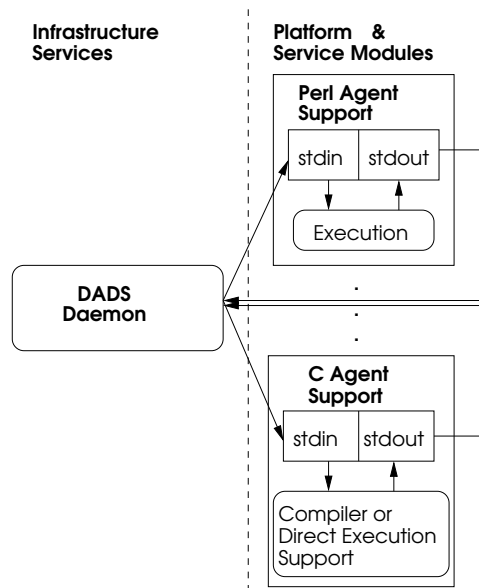 Infrastructure
Services
Platform &
Service Modules
Perl Agent
Support
stdin stdout
Execution
DADS
Daemon
C Agent
Support
stdin stdout
Compiler or
Direct Execution
Support